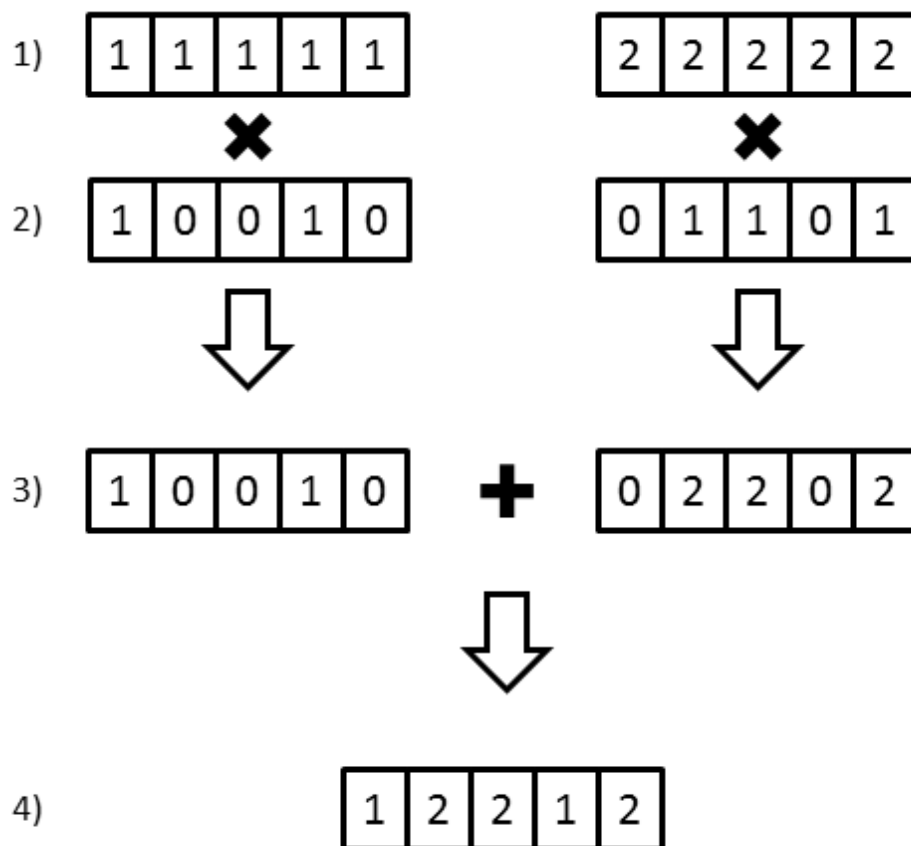 1) 1 1 1 1 1 2 2 2 2 2
✖ ✖
2) 1 0 0 1 0 0 1 1 0 1
3) 1 0 0 1 0 + 0 2 2 0 2
4) 1 2 2 1 2